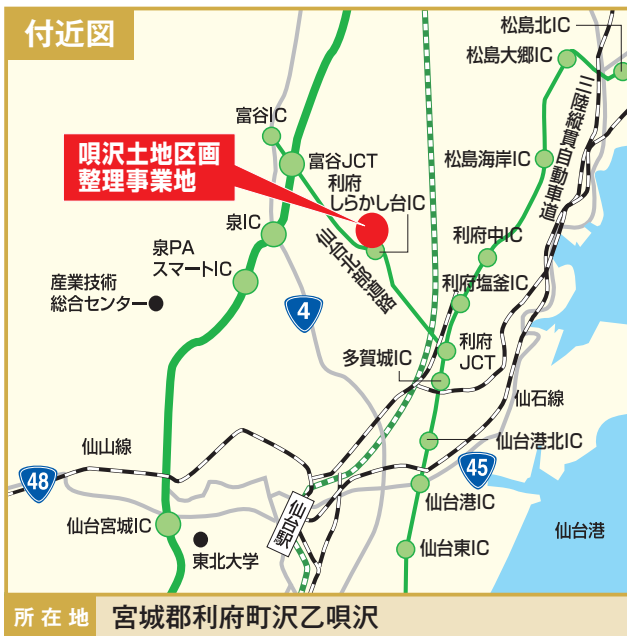 付近図
松島北IC
松島大郷IC
富谷IC
三陸縦貫自動車道
唄沢土地区画
整理事業地
富谷JCT
松島海岸IC
利府
しらかし台IC
泉IC
利府中IC
仙台北部道路
泉PA
スマートIC
利府塩釜IC
産業技術
総合センター
4
利府
JCT
多賀城IC
仙石線
仙台港北IC
仙山線
48
45
仙台港IC
仙台宮城IC
仙台駅
仙台港
東北大学
仙台東IC
所在地
宮城郡利府町沢乙唄沢